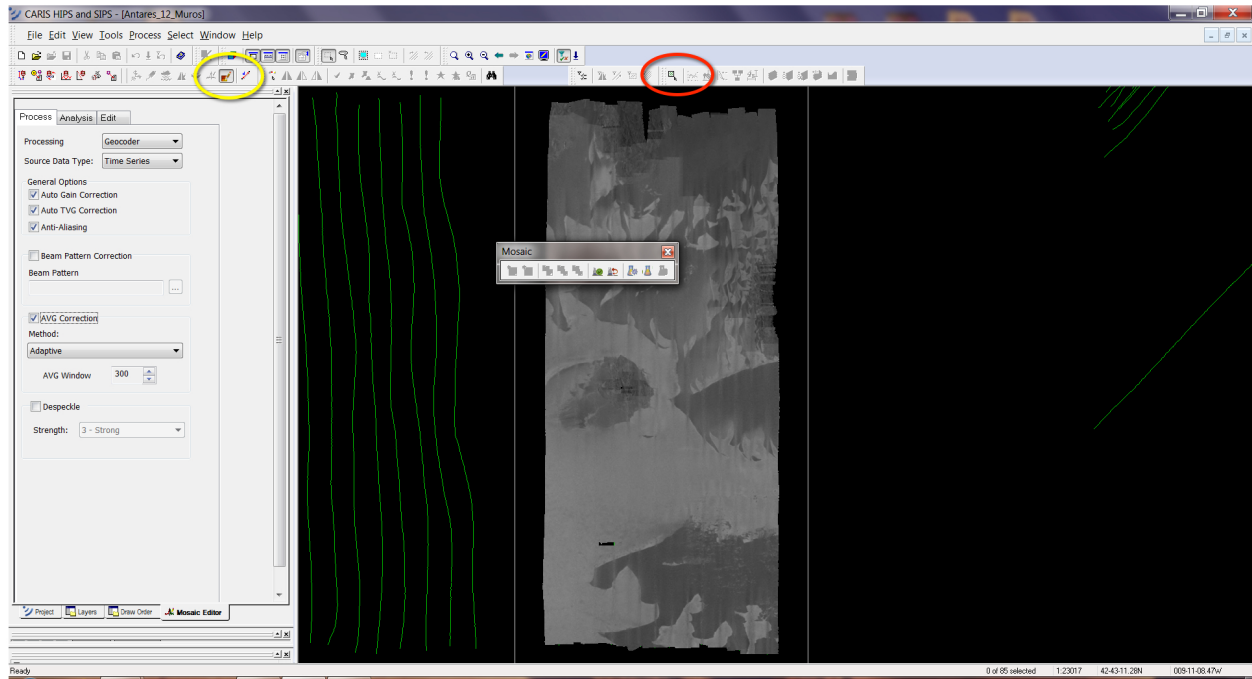 CARIS HIPS and SIPS - [Antares_12_Muros]
File Edit View Tools Process Select Window Help
Process Analysis Edit
Processing Geocoder
Source Data Type: Time Series
General Options
Auto Gain Correction
Auto TVG Correction
Anti-Aliasing
Beam Pattern Correction
Beam Pattern
...
AVG Correction
Method:
Adaptive
AVG Window 300
Despeckle
Strength: 3 - Strong
Mosaic
Project Layers Draw Order Mosaic Editor
Ready 0 of 85 selected 1:23017 42-43-11.28N 009-11-08.47W